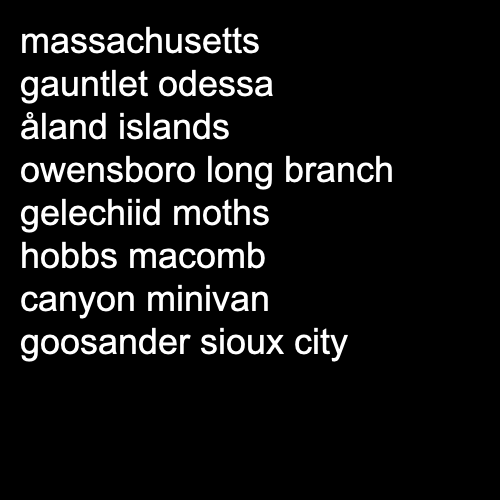 massachusetts
gauntlet odessa
åland islands
owensboro long branch
gelechiid moths
hobbs macomb
canyon minivan
goosander sioux city